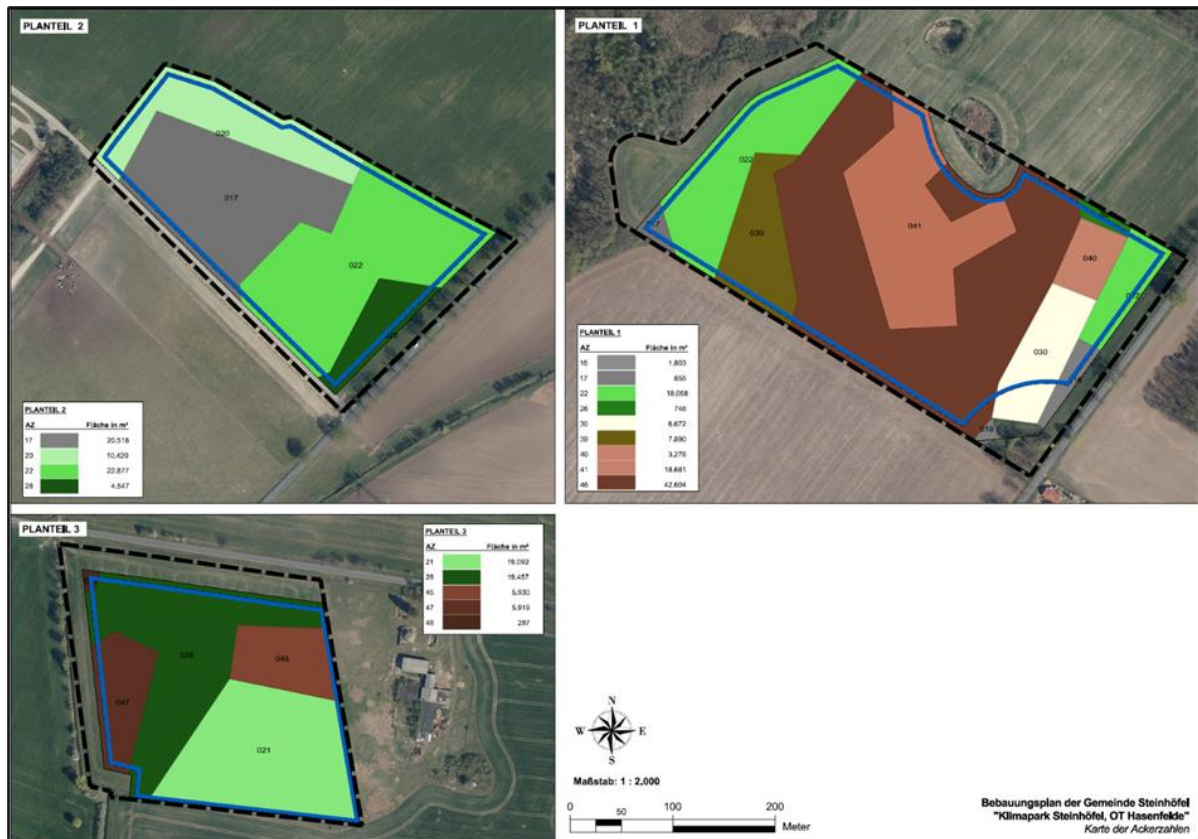 PLANTEIL 2
020
017
022
PLANTEIL 2
AZ Fläche in m²
17 20,518
20 10,420
22 22,877
28 4,547
PLANTEIL 1
022
039
041
040
030
PLANTEIL 1
AZ Fläche in m²
16 1,803
17 655
22 18,068
26 746
30 6,672
39 7,890
40 3,276
41 18,681
46 42,604
PLANTEIL 3
028
045
047
021
PLANTEIL 3
AZ Fläche in m²
21 19,092
28 19,457
45 5,930
47 5,919
48 287
N
W E
S
Maßstab: 1 : 2,000
0 50 100 200
Meter
Bebauungsplan der Gemeinde Steinhöfel
"Klimapark Steinhöfel, OT Hasenfelde"
Karte der Ackerzahlen